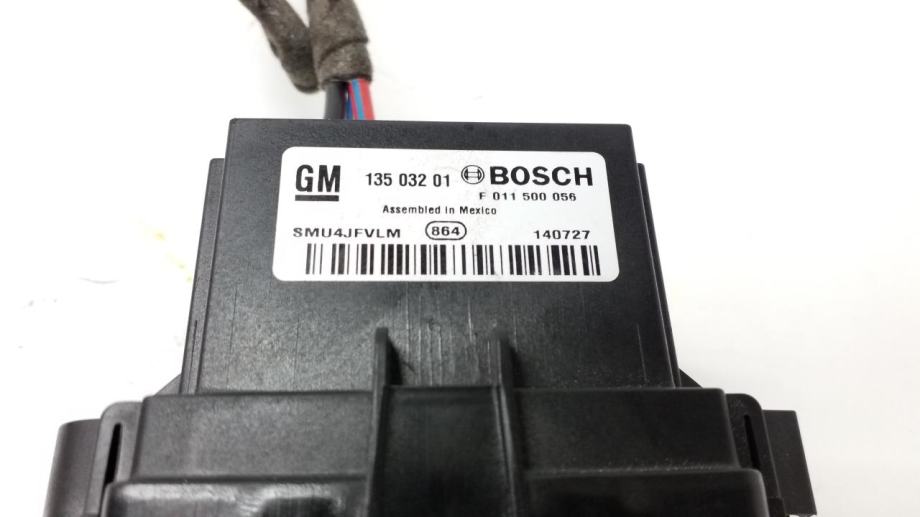 GM 135 032 01 BOSCH
F 011 500 056
Assembled in Mexico
SMU4JFVLM 864 140727